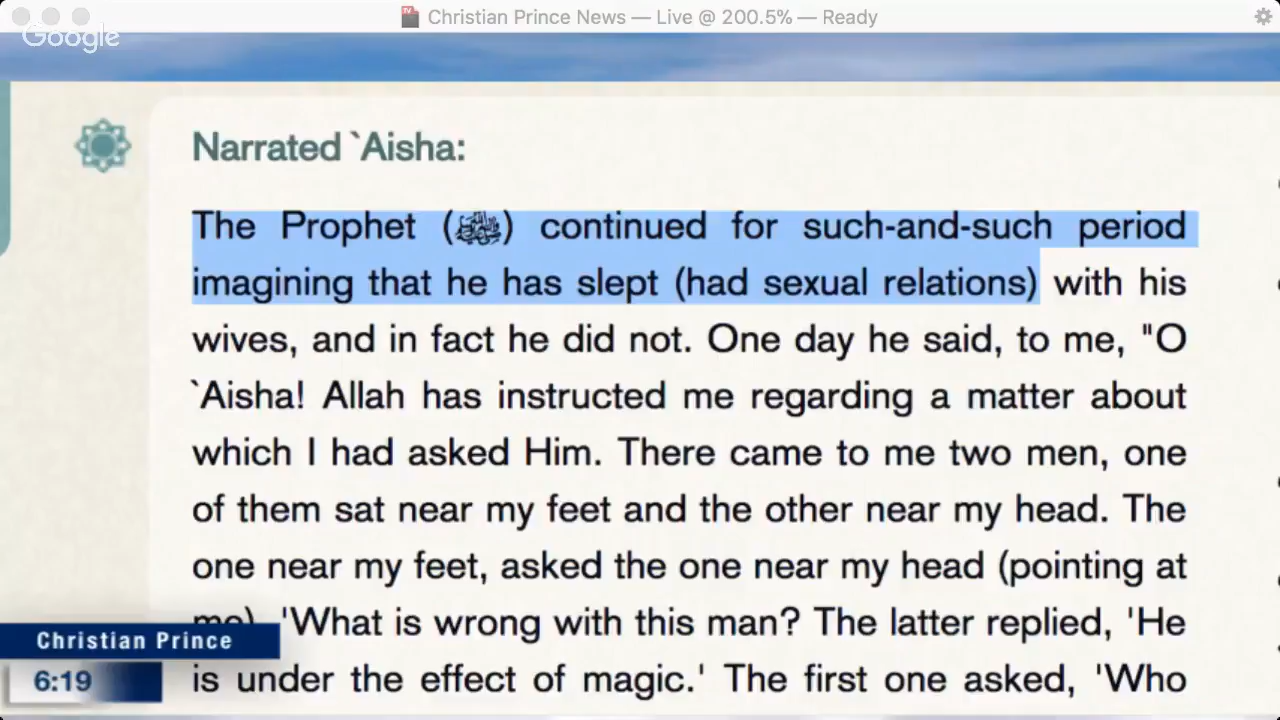 Christian Prince News — Live @ 200.5% — Ready
Google
Narrated `Aisha:
The Prophet (ﷺ) continued for such-and-such period
imagining that he has slept (had sexual relations) with his
wives, and in fact he did not. One day he said, to me, "O
`Aisha! Allah has instructed me regarding a matter about
which I had asked Him. There came to me two men, one
of them sat near my feet and the other near my head. The
one near my feet, asked the one near my head (pointing at
me), 'What is wrong with this man? The latter replied, 'He
is under the effect of magic.' The first one asked, 'Who
Christian Prince
6:19